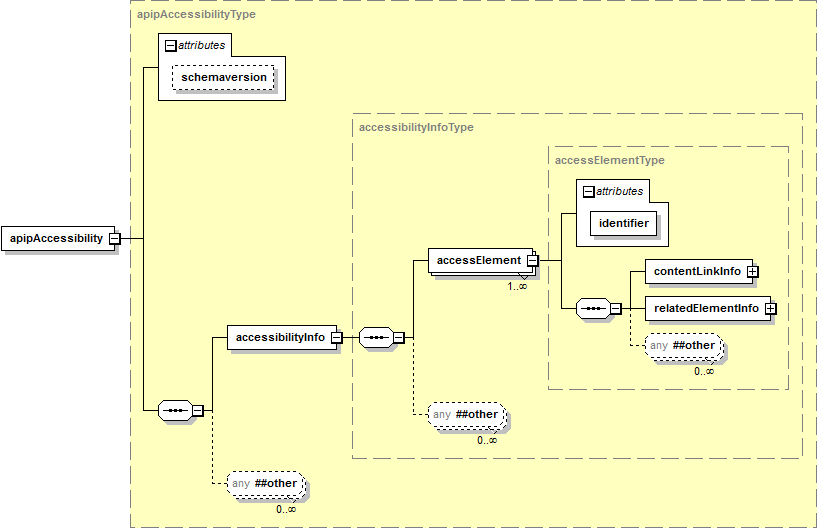 apipAccessibilityType
attributes
schemaversion
accessibilityInfoType
accessElementType
attributes
identifier
apipAccessibility
accessElement
1..∞
contentLinkInfo
relatedElementInfo
accessibilityInfo
any ##other
0..∞
any ##other
0..∞
any ##other
0..∞